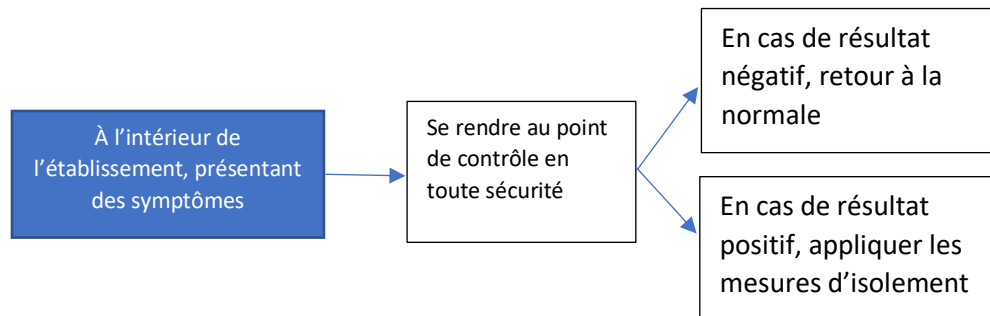 À l’intérieur de
l’établissement, présentant
des symptômes
Se rendre au point
de contrôle en
toute sécurité
En cas de résultat
négatif, retour à la
normale
En cas de résultat
positif, appliquer les
mesures d’isolement